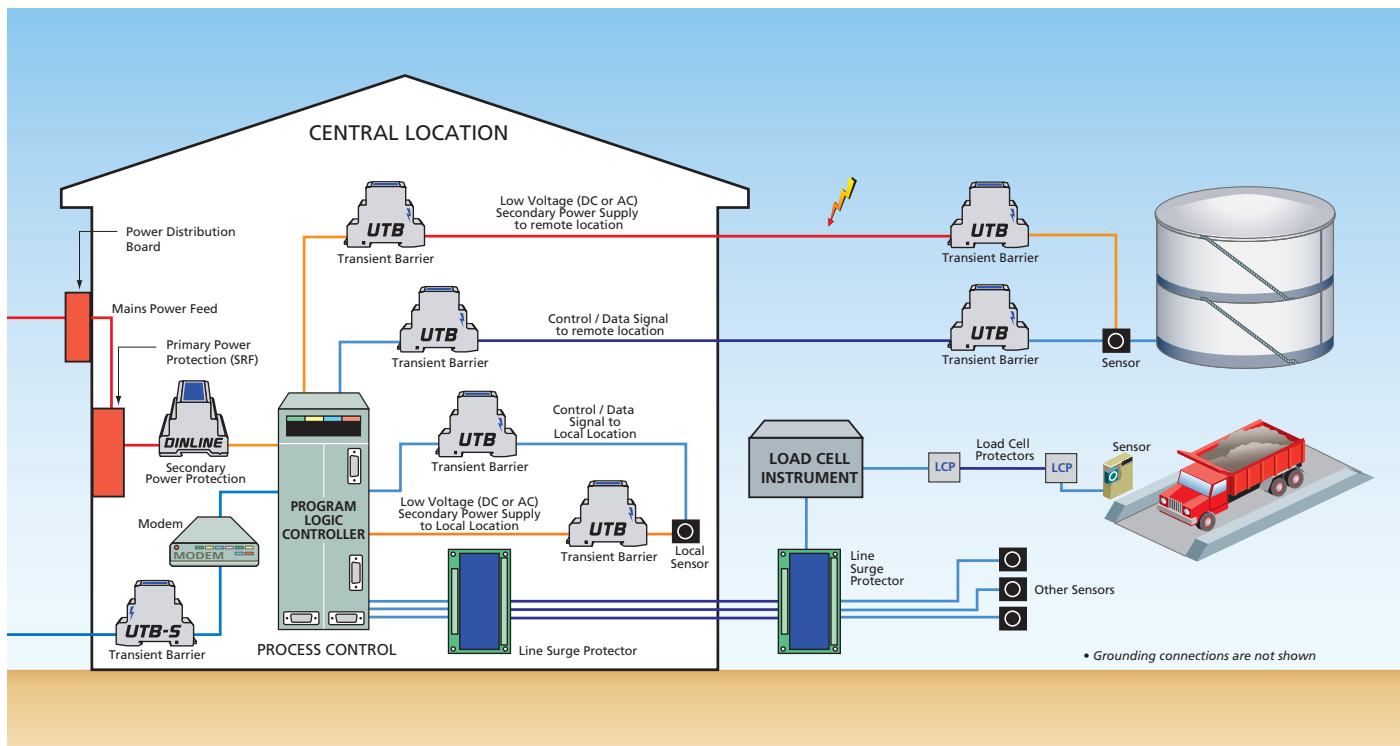 CENTRAL LOCATION
Power Distribution
Board
Mains Power Feed
Primary Power
Protection (SRF)
DINLINE
Secondary
Power Protection
Modem
MODEM
UTB-S
Transient Barrier
UTB
Transient Barrier
Low Voltage (DC or AC)
Secondary Power Supply
to remote location
UTB
Transient Barrier
UTB
Transient Barrier
Control / Data Signal
to remote location
UTB
Transient Barrier
Sensor
UTB
Transient Barrier
Control / Data
Signal to
Local Location
Low Voltage (DC or AC)
Secondary Power Supply
to Local Location
UTB
Transient Barrier
Local
Sensor
PROGRAM
LOGIC
CONTROLLER
PROCESS CONTROL
Line Surge Protector
LOAD CELL
INSTRUMENT
LCP
Load Cell
Protectors
LCP
Sensor
Line
Surge
Protector
Other Sensors
• Grounding connections are not shown